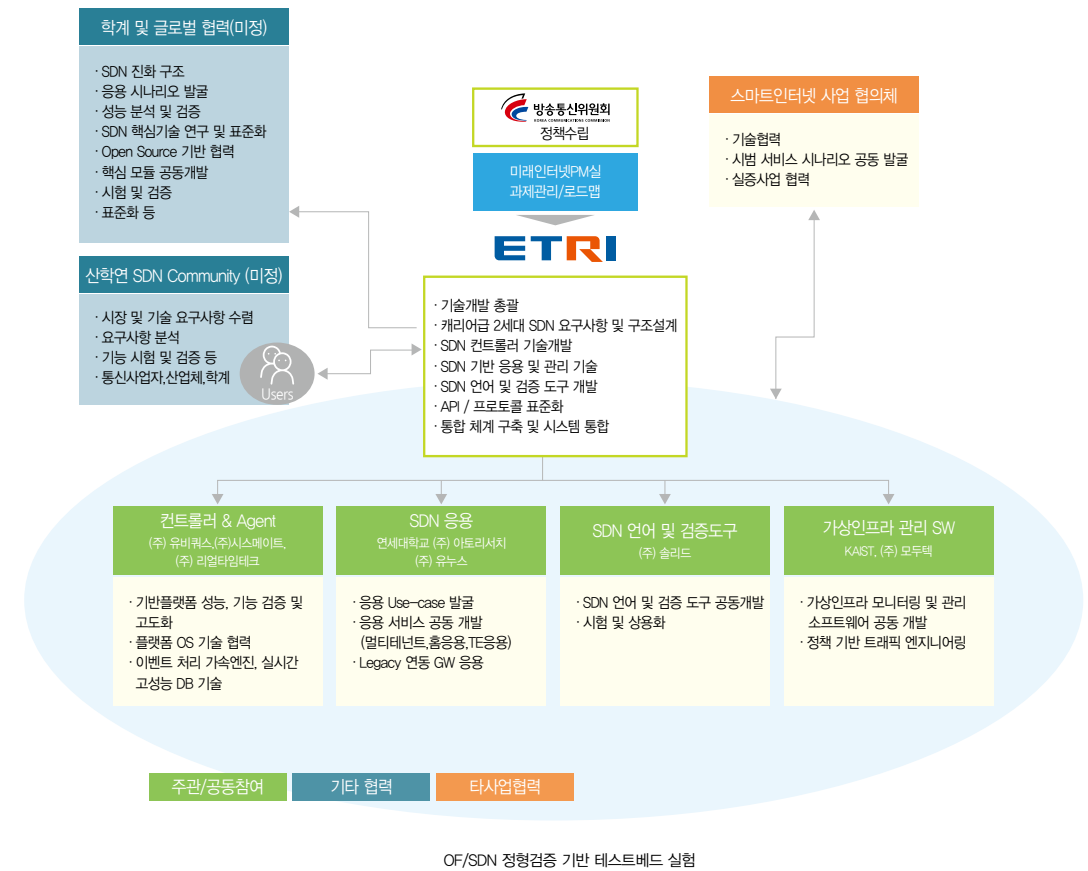 학계 및 글로벌 협력(미정)
· SDN 진화 구조
· 응용 시나리오 발굴
· 성능 분석 및 검증
· SDN 핵심기술 연구 및 표준화
· Open Source 기반 협력
· 핵심 모듈 공동개발
· 시험 및 검증
· 표준화 등
방송통신위원회
KOREA COMMUNICATIONS COMMISSION
정책수립
미래인터넷PM실
과제관리/로드맵
ETRI
스마트인터넷 사업 협의체
· 기술협력
· 시범 서비스 시나리오 공동 발굴
· 실증사업 협력
산학연 SDN Community (미정)
· 시장 및 기술 요구사항 수렴
· 요구사항 분석
· 기능 시험 및 검증 등
· 통신사업자,산업체,학계
Users
· 기술개발 총괄
· 캐리어급 2세대 SDN 요구사항 및 구조설계
· SDN 컨트롤러 기술개발
· SDN 기반 응용 및 관리 기술
· SDN 언어 및 검증 도구 개발
· API / 프로토콜 표준화
· 통합 체계 구축 및 시스템 통합
컨트롤러 & Agent
(주) 유비쿼스,(주)시스메이트,
(주) 리얼타임테크
· 기반플랫폼 성능, 기능 검증 및
고도화
· 플랫폼 OS 기술 협력
· 이벤트 처리 가속엔진, 실시간
고성능 DB 기술
SDN 응용
연세대학교 (주) 아토리서치
(주) 유누스
· 응용 Use-case 발굴
· 응용 서비스 공동 개발
(멀티테넌트,홈응용,TE응용)
· Legacy 연동 GW 응용
SDN 언어 및 검증도구
(주) 솔리드
· SDN 언어 및 검증 도구 공동개발
· 시험 및 상용화
가상인프라 관리 SW
KAIST, (주) 모두텍
· 가상인프라 모니터링 및 관리
소프트웨어 공동 개발
· 정책 기반 트래픽 엔지니어링
주관/공동참여
기타 협력
타사업협력
OF/SDN 정형검증 기반 테스트베드 실험